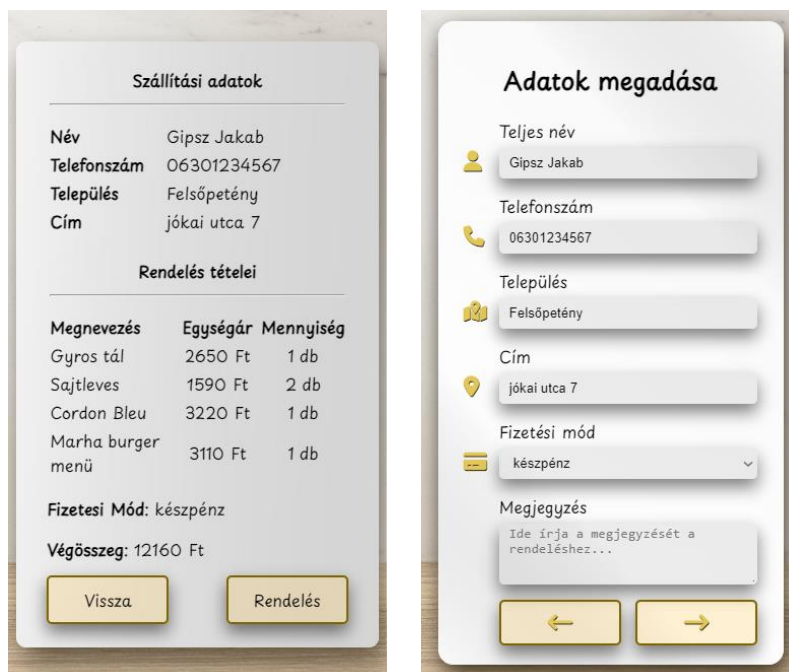 Szállítási adatok
Név Gipsz Jakab
Telefonszám 06301234567
Település Felsőpetény
Cím jókai utca 7
Rendelés tételei
Megnevezés Egységár Mennyiség
Gyros tál 2650 Ft 1 db
Sajtleves 1590 Ft 2 db
Cordon Bleu 3220 Ft 1 db
Marha burger
menü 3110 Ft 1 db
Fizetesi Mód: készpénz
Végösszeg: 12160 Ft
Vissza Rendelés
Adatok megadása
Teljes név
Gipsz Jakab
Telefonszám
06301234567
Település
Felsőpetény
Cím
jókai utca 7
Fizetési mód
készpénz
Megjegyzés
Ide írja a megjegyzését a
rendeléshez...